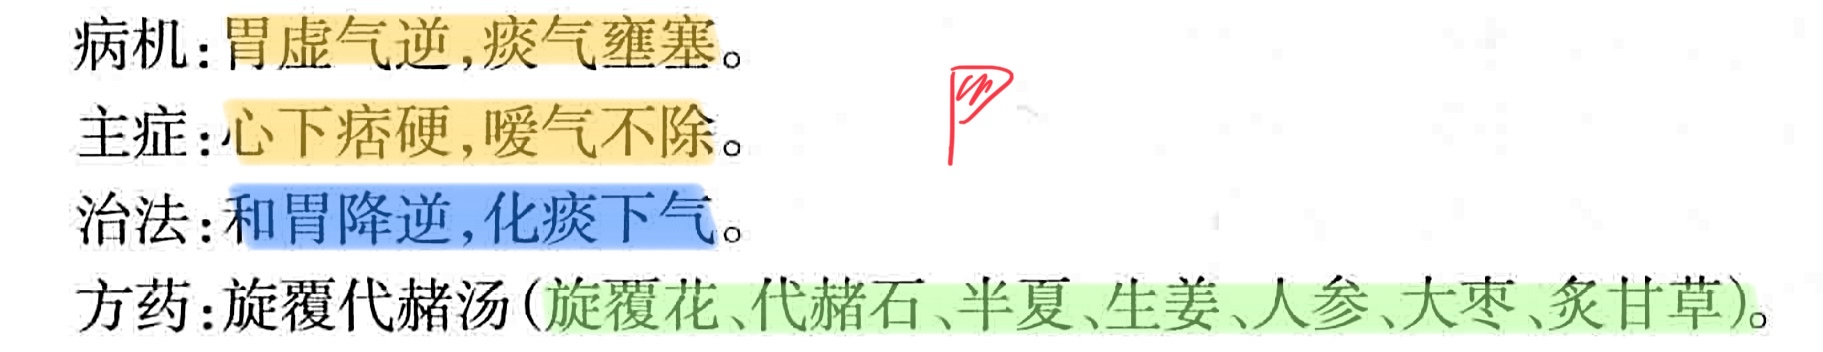 病机:胃虚气逆,痰气壅塞。
主症:心下痞硬,嗳气不除。
治法:和胃降逆,化痰下气。
方药:旋覆代赭汤(旋覆花、代赭石、半夏、生姜、人参、大枣、炙甘草)。